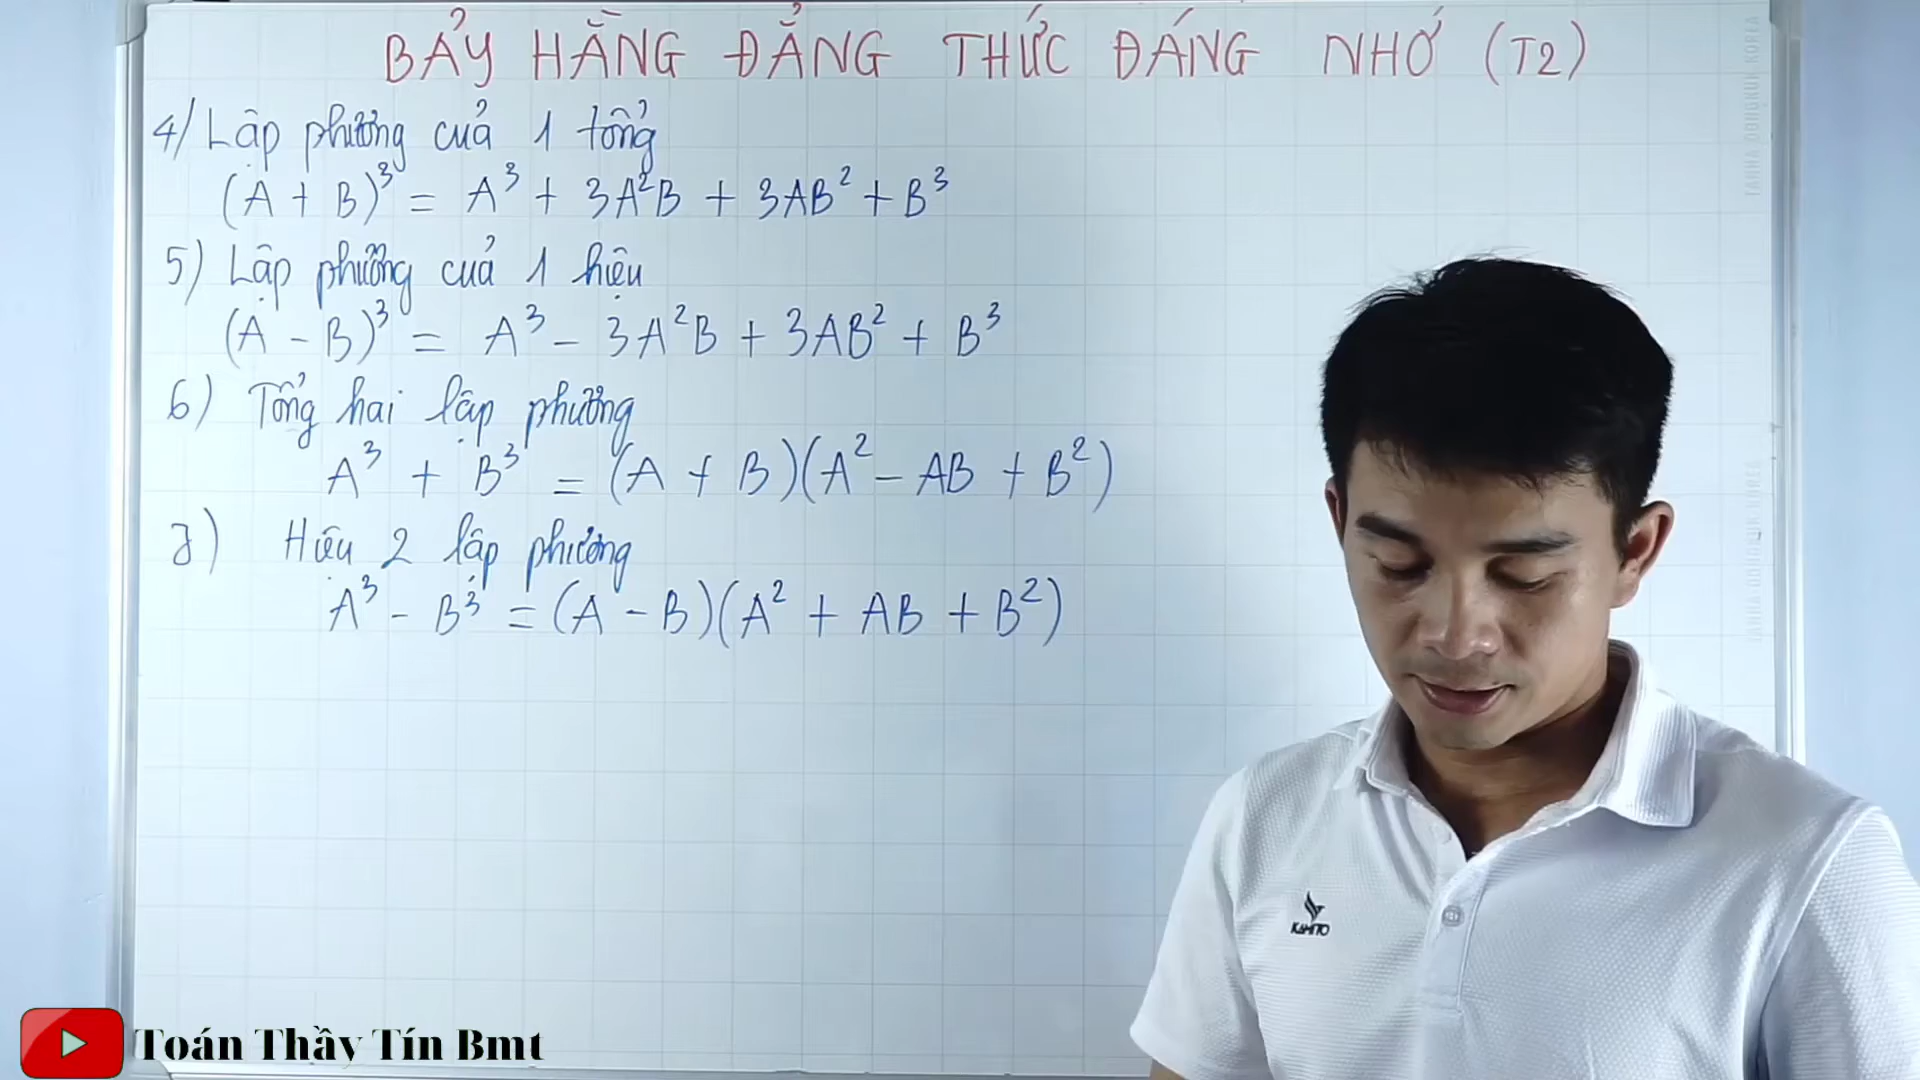 BẢY HẰNG ĐẲNG THỨC ĐÁNG NHỚ (T2)
4/ Lập phương của 1 tổng
(A + B)³ = A³ + 3A²B + 3AB² + B³
5) Lập phương của 1 hiệu
(A - B)³ = A³ - 3A²B + 3AB² + B³
6) Tổng hai lập phương
A³ + B³ = (A + B)(A² - AB + B²)
7) Hiệu 2 lập phương
A³ - B³ = (A - B)(A² + AB + B²)
KAMITO
Toán Thầy Tín Bmt